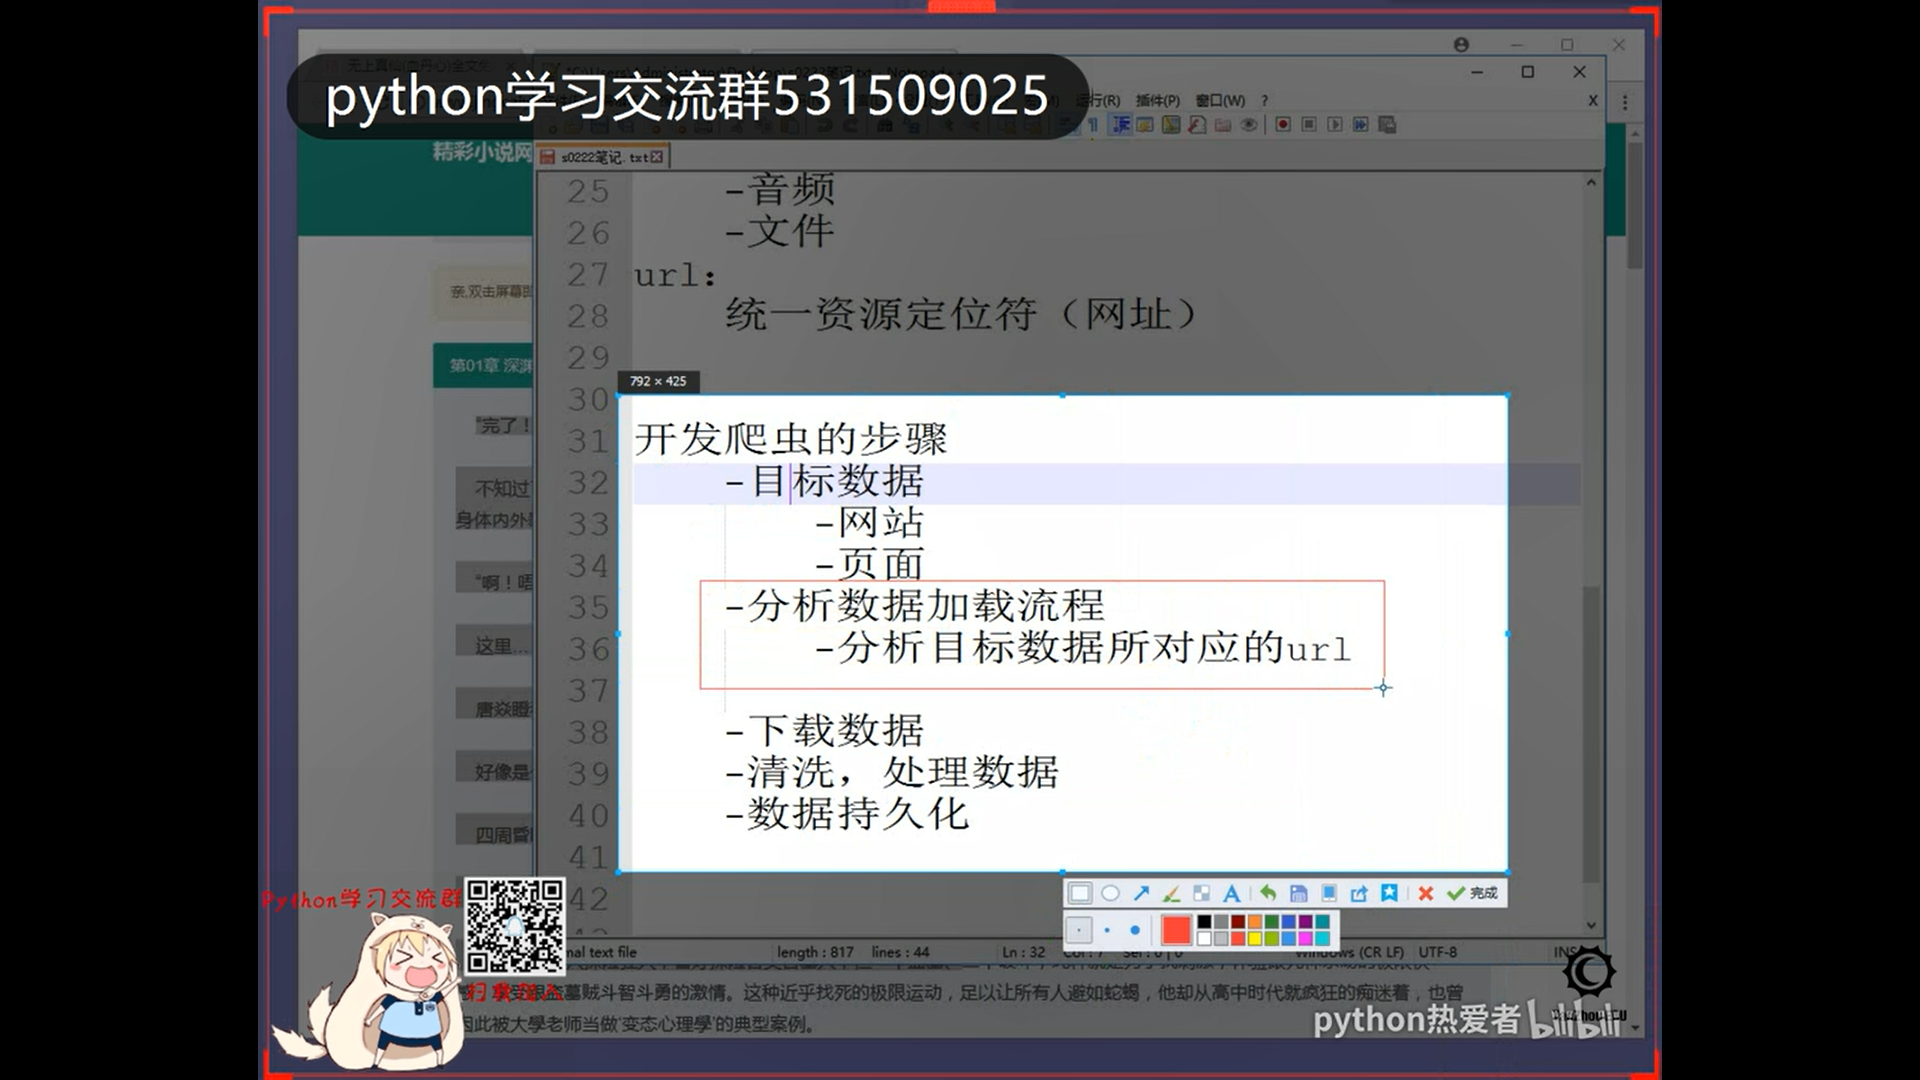 python学习交流群531509025
运行(R) 插件(P) 窗口(W) ? X
精彩小说网
s0222笔记.txt
25 -音频
26 -文件
27 url:
28 统一资源定位符（网址）
29
792 × 425
30
31 开发爬虫的步骤
32 -目标数据
33 -网站
34 -页面
35 -分析数据加载流程
36 -分析目标数据所对应的url
37
38 -下载数据
39 -清洗，处理数据
40 -数据持久化
41
42
亲,双击屏幕
第01章 深渊
"完了！
不知过
身体内外
"啊！唔
这里...
唐焱瞪
好像是
四周昏
A 完成
Python学习交流群
扫我加入
nal text file length : 817 lines : 44 Ln : 32 Windows (CR LF) UTF-8 INS
墓贼斗智斗勇的激情。这种近乎找死的极限运动，足以让所有人避如蛇蝎，他却从高中时代就疯狂的痴迷着，也曾
因此被大學老师当做'变态心理學'的典型案例。
python热爱者 bilibili